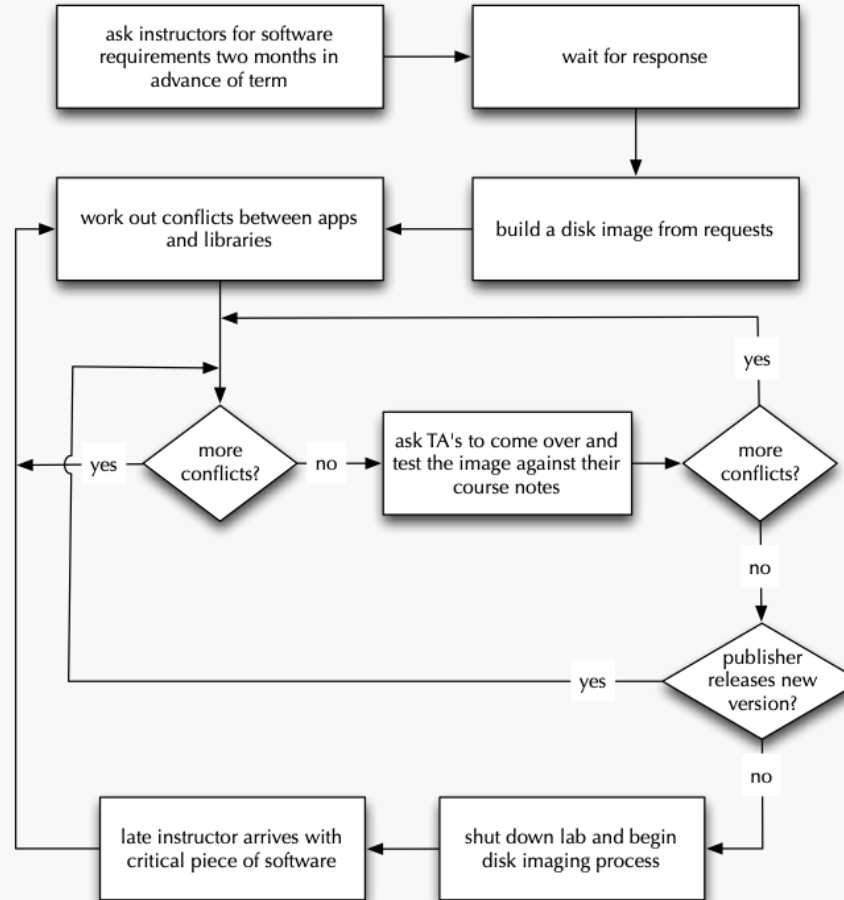 ask instructors for software
requirements two months in
advance of term
wait for response
work out conflicts between apps
and libraries
build a disk image from requests
yes
more
conflicts?
no
ask TA's to come over and
test the image against their
course notes
more
conflicts?
yes
no
publisher
releases new
version?
yes
no
late instructor arrives with
critical piece of software
shut down lab and begin
disk imaging process